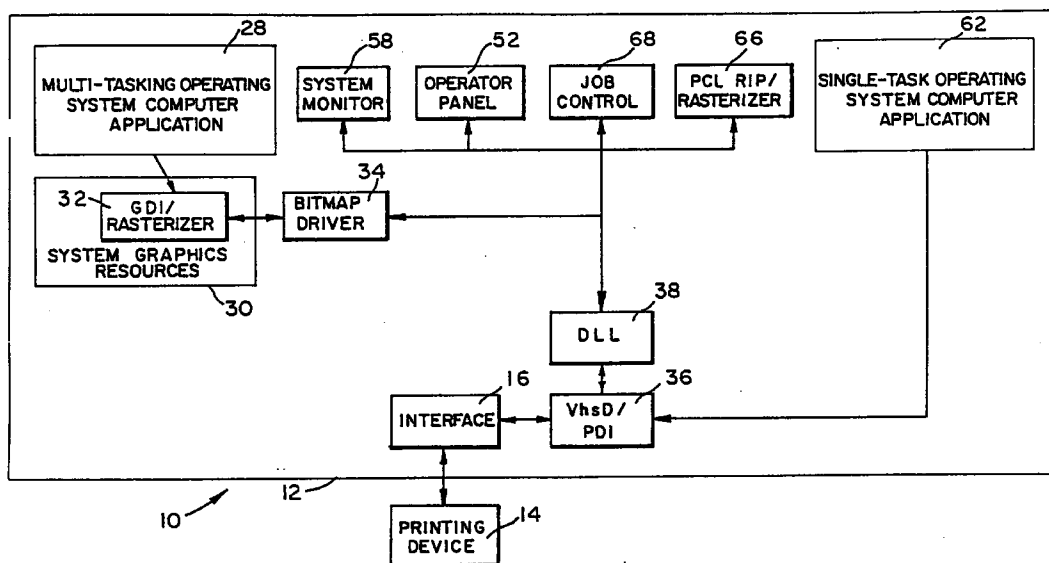 28
58
52
68
66
62
MULTI-TASKING OPERATING
SYSTEM COMPUTER
APPLICATION
SYSTEM
MONITOR
OPERATOR
PANEL
JOB
CONTROL
PCL RIP/
RASTERIZER
SINGLE-TASK OPERATING
SYSTEM COMPUTER
APPLICATION
32
GDI/
RASTERIZER
SYSTEM GRAPHICS
RESOURCES
30
34
BITMAP
DRIVER
38
DLL
16
INTERFACE
36
VhsD/
PDI
10
12
14
PRINTING
DEVICE